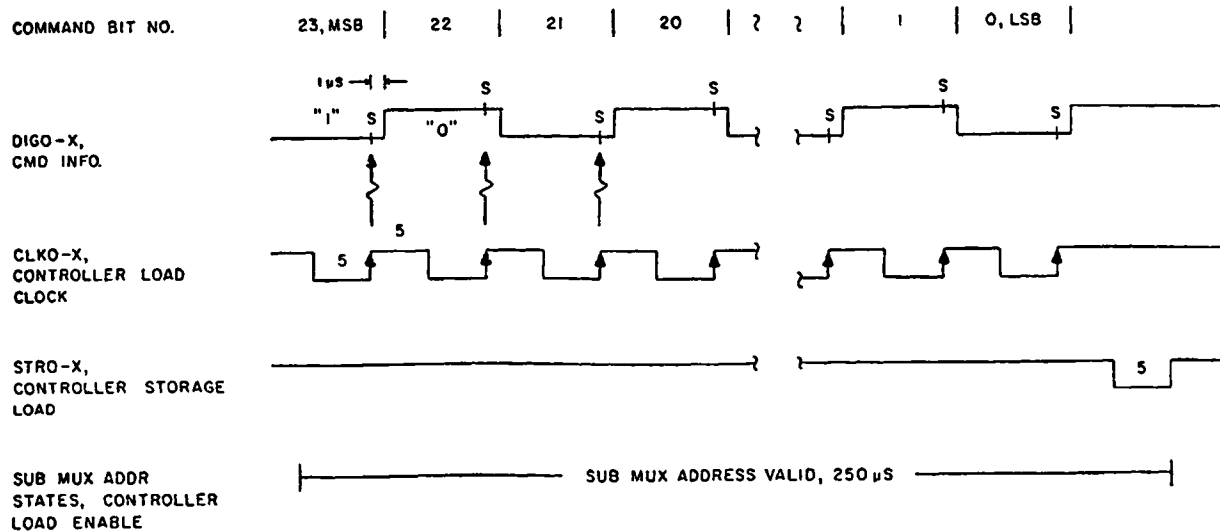 COMMAND BIT NO.
23, MSB | 22 | 21 | 20 | | 1 | 0, LSB |
1 µS
"1" S "0" S S S S S S
DIGO-X,
CMD INFO.
5 5
CLKO-X,
CONTROLLER LOAD
CLOCK
STRO-X,
CONTROLLER STORAGE
LOAD
5
SUB MUX ADDR
STATES, CONTROLLER
LOAD ENABLE
SUB MUX ADDRESS VALID, 250 µS